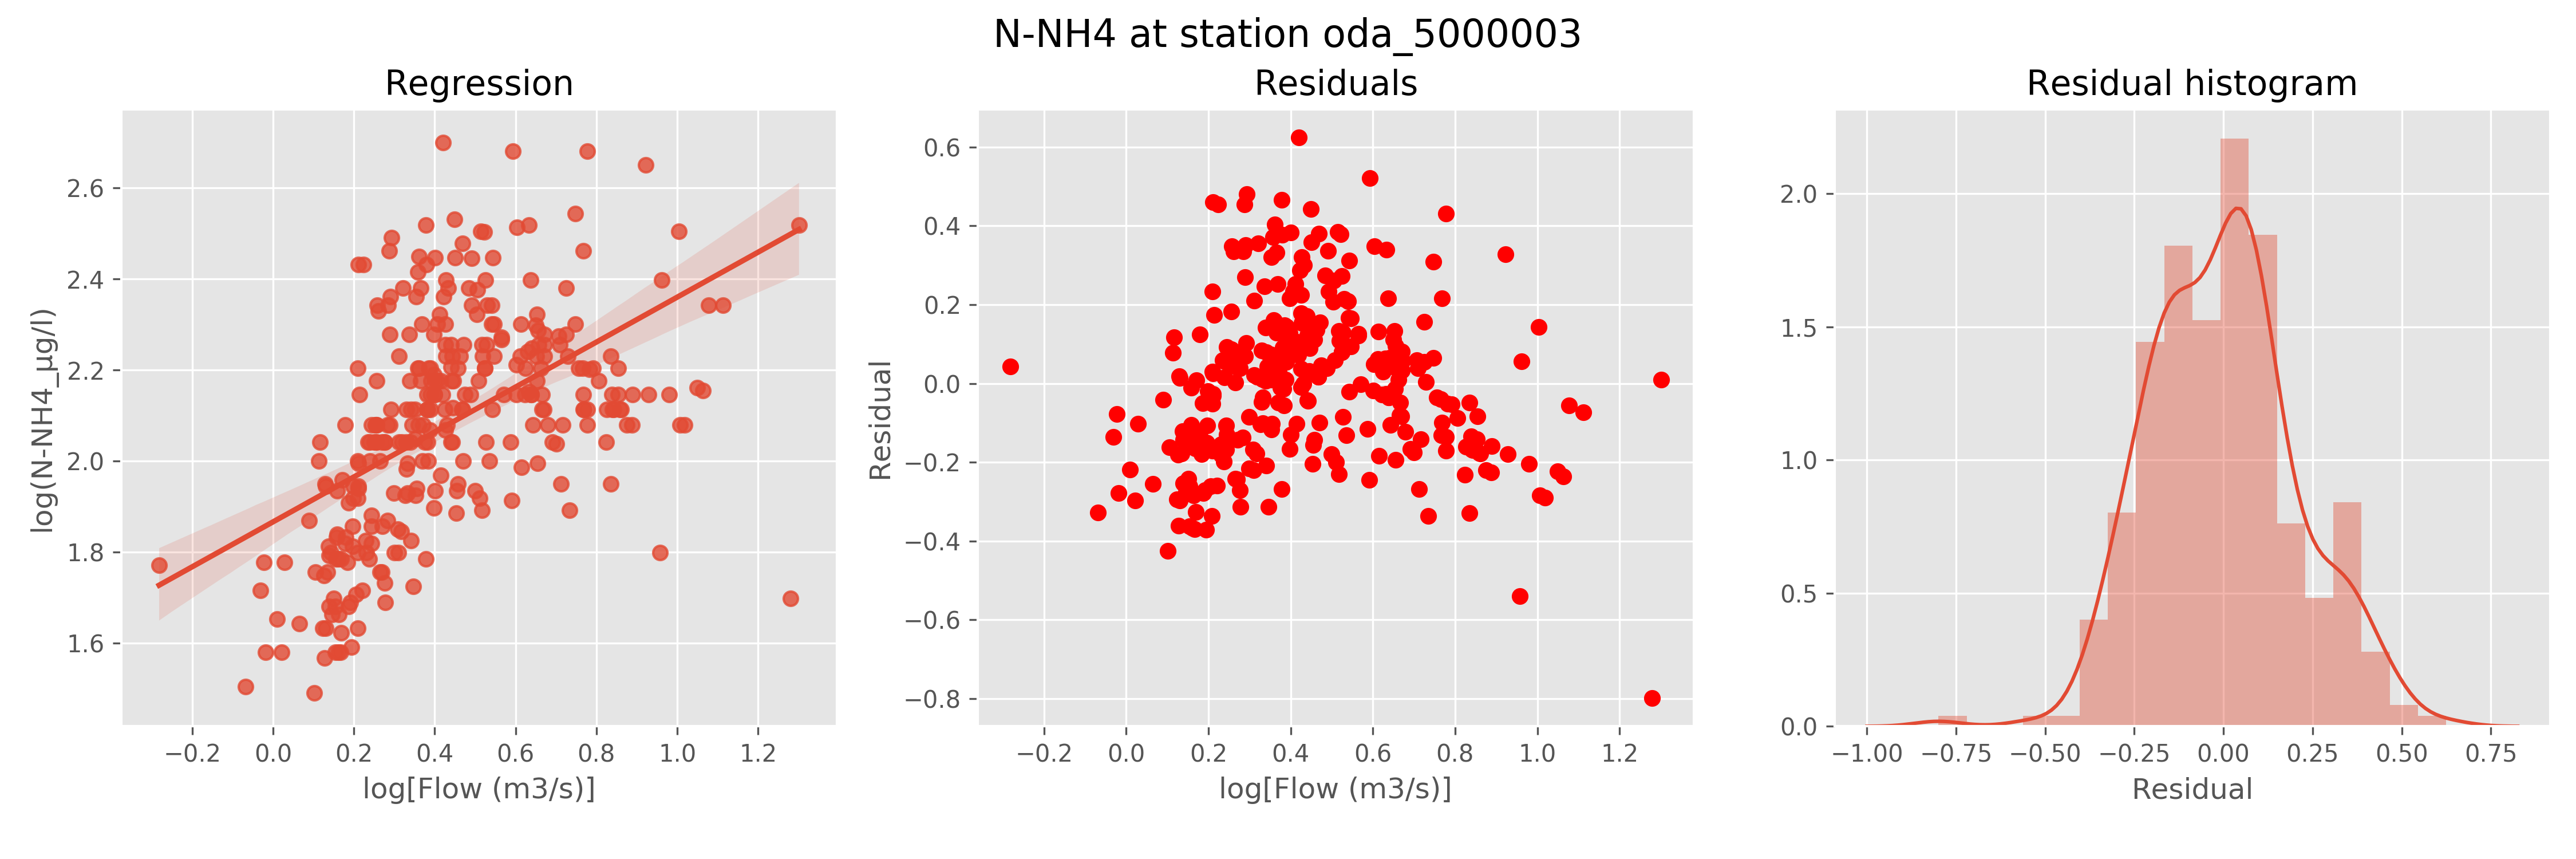 N-NH4 at station oda_5000003
Regression
2.6
2.4
2.2
2.0
1.8
1.6
log(N-NH4_µg/l)
−0.2 0.0 0.2 0.4 0.6 0.8 1.0 1.2
log[Flow (m3/s)]
Residuals
0.6
0.4
0.2
0.0
−0.2
−0.4
−0.6
−0.8
Residual
−0.2 0.0 0.2 0.4 0.6 0.8 1.0 1.2
log[Flow (m3/s)]
Residual histogram
2.0
1.5
1.0
0.5
0.0
−1.00 −0.75 −0.50 −0.25 0.00 0.25 0.50 0.75
Residual